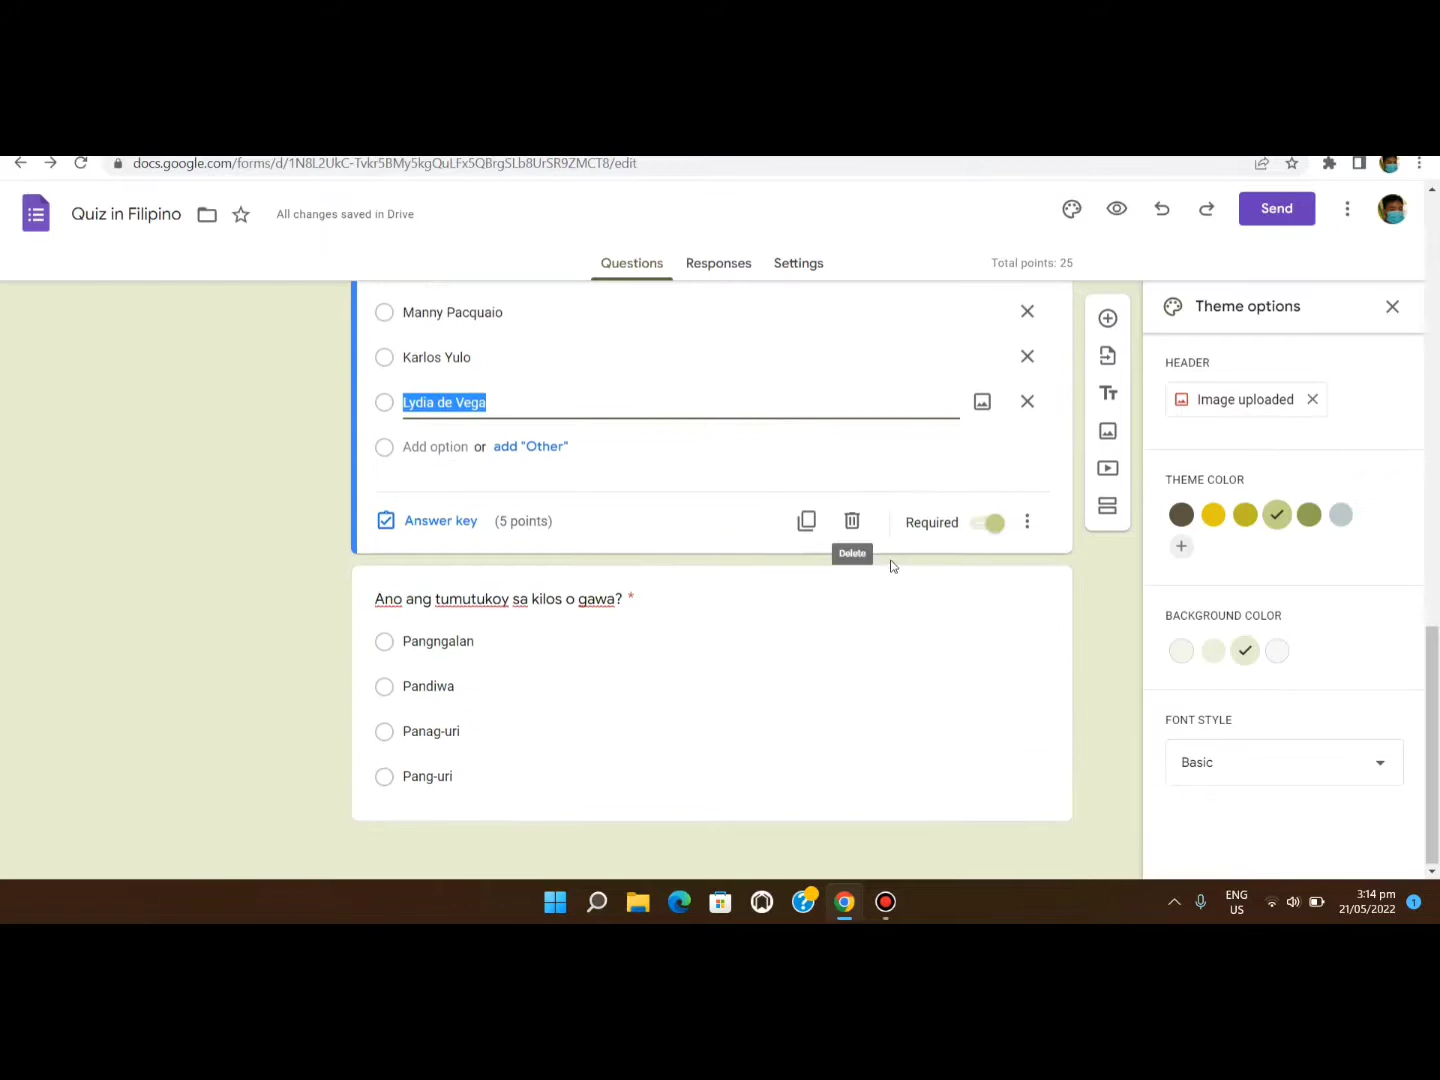 docs.google.com/forms/d/1N8L2UkC-Tvkr5BMy5kgQuLFx5QBrgSLb8UrSR9ZMCT8/edit
Quiz in Filipino
All changes saved in Drive
Send
Questions
Responses
Settings
Total points: 25
Manny Pacquaio
Karlos Yulo
Lydia de Vega
Add option or add "Other"
Answer key (5 points)
Required
Delete
Ano ang tumutukoy sa kilos o gawa? *
Pangngalan
Pandiwa
Panag-uri
Pang-uri
Theme options
HEADER
Image uploaded
THEME COLOR
BACKGROUND COLOR
FONT STYLE
Basic
ENG
US
3:14 pm
21/05/2022
1